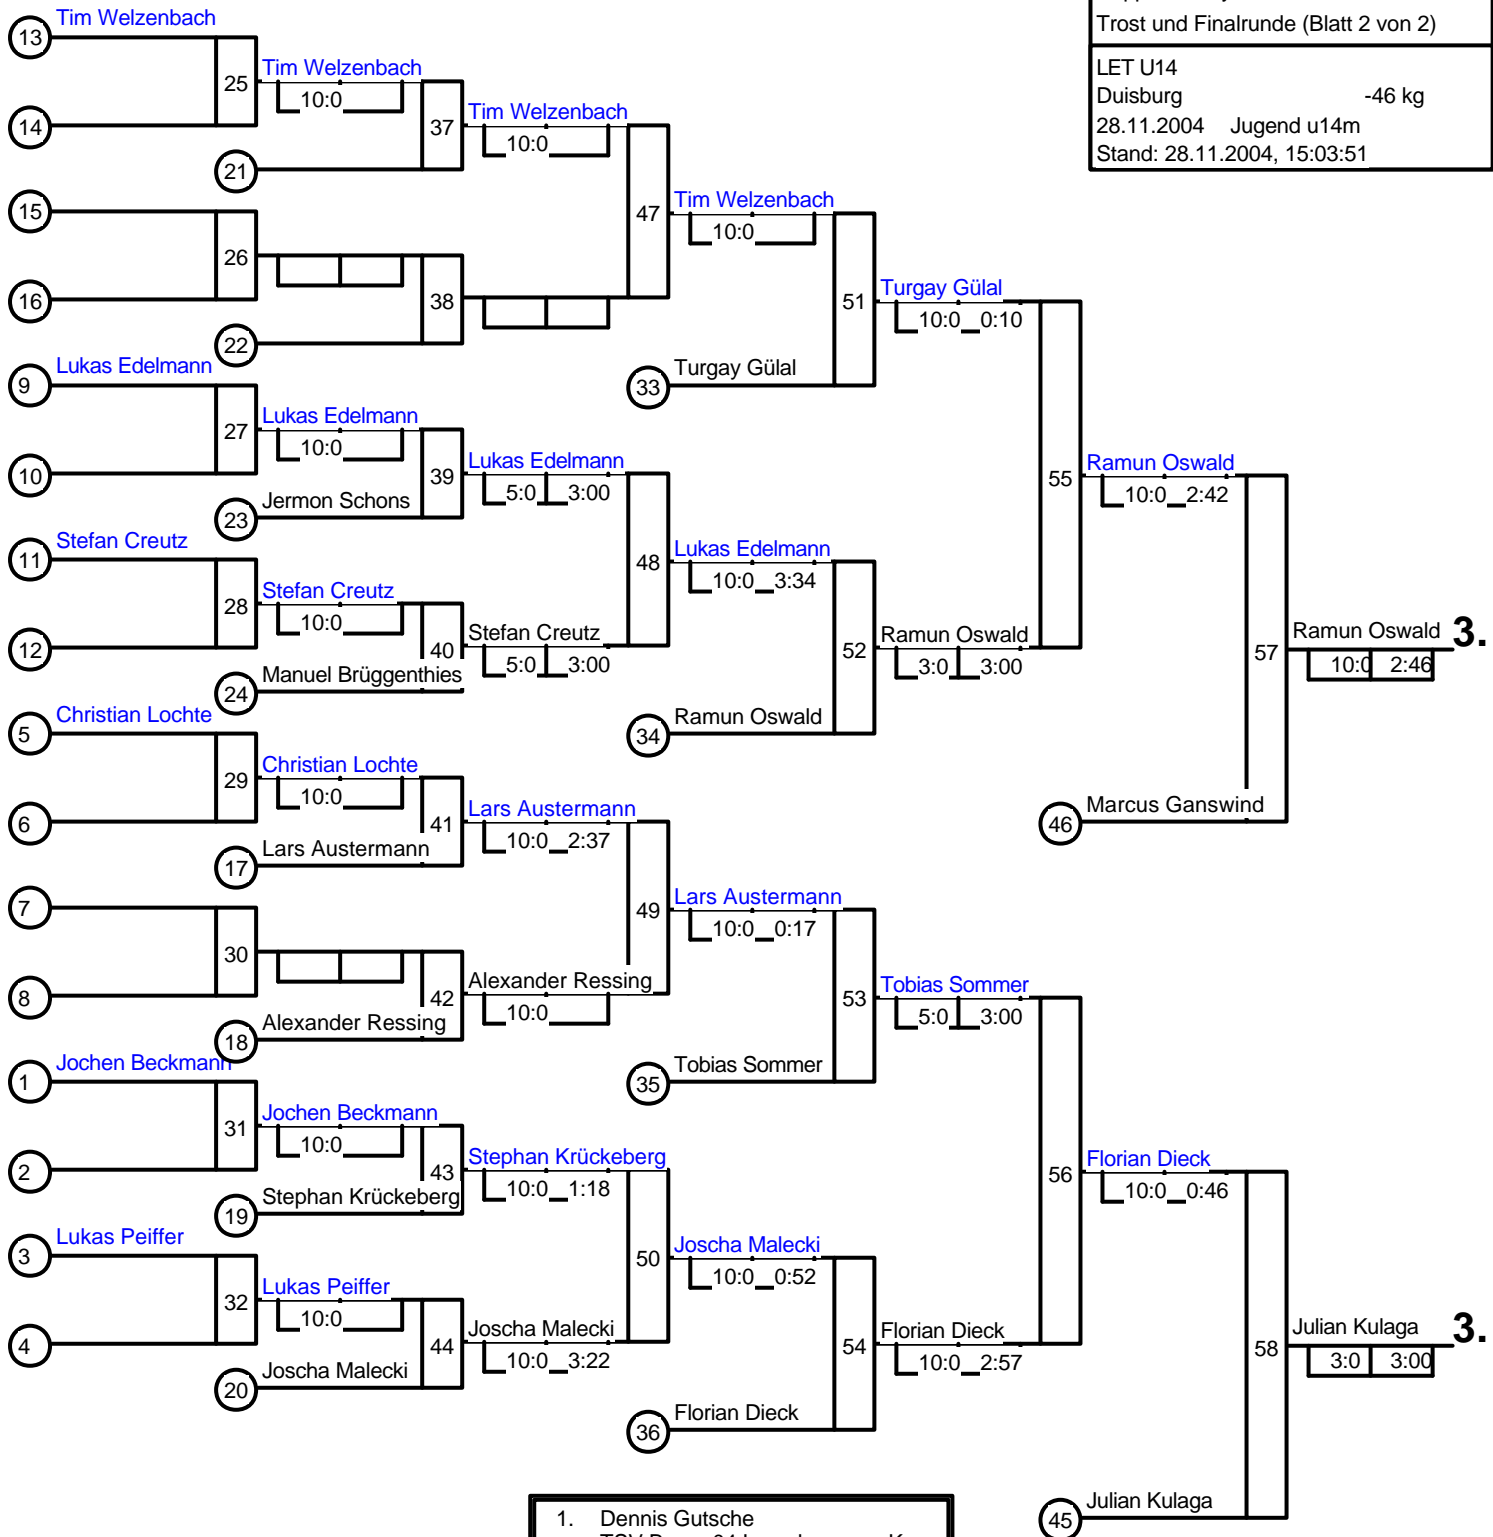 Trost und Finalrunde (Blatt 2 von 2)
LET U14
Duisburg -46 kg
28.11.2004 Jugend u14m
Stand: 28.11.2004, 15:03:51
13 Tim Welzenbach
14
25 Tim Welzenbach
10:0
21
37 Tim Welzenbach
10:0
15
16
26
22
38
47 Tim Welzenbach
10:0
33 Turgay Gülal
51 Turgay Gülal
10:0 0:10
9 Lukas Edelmann
10
27 Lukas Edelmann
10:0
23 Jermon Schons
39 Lukas Edelmann
5:0 3:00
11 Stefan Creutz
12
28 Stefan Creutz
10:0
24 Manuel Brüggenthies
40 Stefan Creutz
5:0 3:00
48 Lukas Edelmann
10:0 3:34
34 Ramun Oswald
52 Ramun Oswald
3:0 3:00
55 Ramun Oswald
10:0 2:42
46 Marcus Ganswind
57 Ramun Oswald 3.
10:0 2:46
5 Christian Lochte
6
29 Christian Lochte
10:0
17 Lars Austermann
41 Lars Austermann
10:0 2:37
7
8
30
18 Alexander Ressing
42 Alexander Ressing
10:0
49 Lars Austermann
10:0 0:17
35 Tobias Sommer
53 Tobias Sommer
5:0 3:00
1 Jochen Beckmann
2
31 Jochen Beckmann
10:0
19 Stephan Krückeberg
43 Stephan Krückeberg
10:0 1:18
3 Lukas Peiffer
4
32 Lukas Peiffer
10:0
20 Joscha Malecki
44 Joscha Malecki
10:0 3:22
50 Joscha Malecki
10:0 0:52
36 Florian Dieck
54 Florian Dieck
10:0 2:57
56 Florian Dieck
10:0 0:46
45 Julian Kulaga
58 Julian Kulaga 3.
3:0 3:00
1. Dennis Gutsche